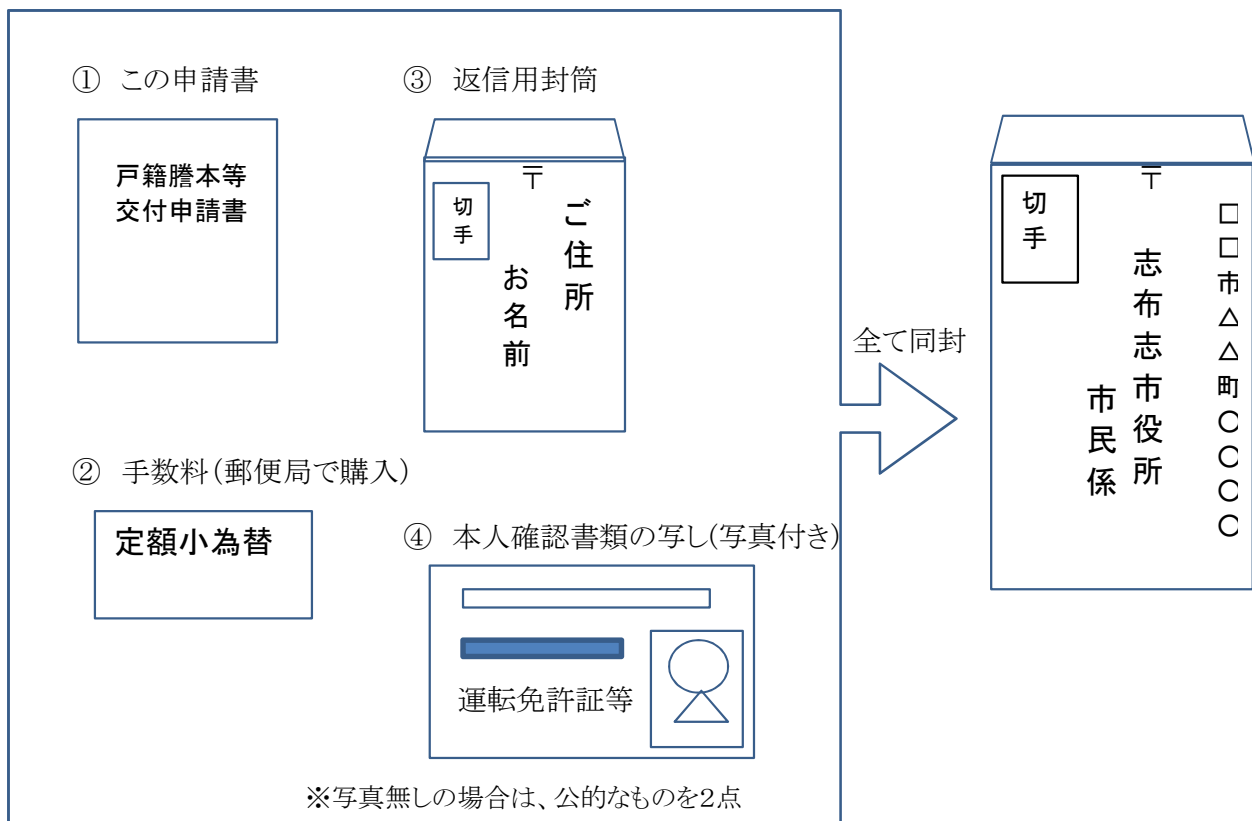 ① この申請書
戸籍謄本等
交付申請書
② 手数料(郵便局で購入)
定額小為替
③ 返信用封筒
〒
切手
ご住所
お名前
④ 本人確認書類の写し(写真付き)
運転免許証等
※写真無しの場合は、公的なものを2点
全て同封
〒
切手
□□市△△町〇〇〇〇
志布志市役所
市民係